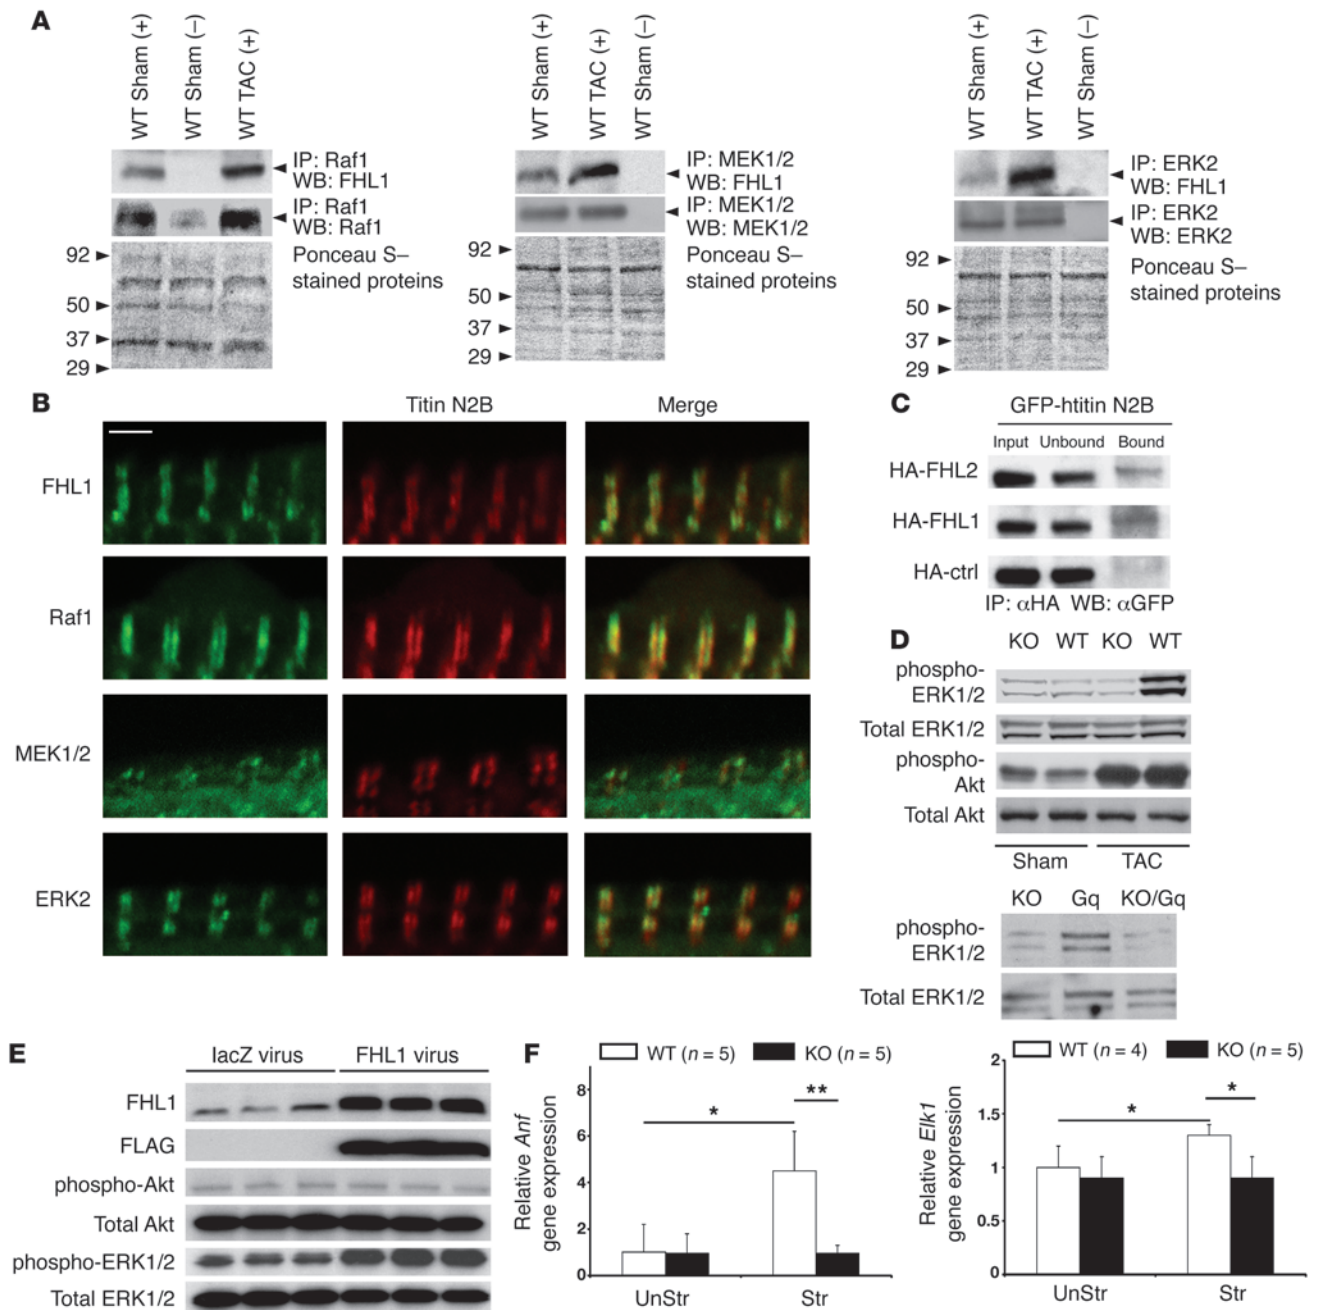 A
WT Sham (+)
WT Sham (–)
WT TAC (+)
IP: Raf1
WB: FHL1
IP: Raf1
WB: Raf1
92
50
37
29
Ponceau S–
stained proteins
WT Sham (+)
WT TAC (+)
WT Sham (–)
IP: MEK1/2
WB: FHL1
IP: MEK1/2
WB: MEK1/2
92
50
37
29
Ponceau S–
stained proteins
WT Sham (+)
WT TAC (+)
WT Sham (–)
IP: ERK2
WB: FHL1
IP: ERK2
WB: ERK2
92
50
37
29
Ponceau S–
stained proteins
B
Titin N2B Merge
FHL1
Raf1
MEK1/2
ERK2
C
GFP-htitin N2B
Input Unbound Bound
HA-FHL2
HA-FHL1
HA-ctrl
IP: αHA WB: αGFP
D
KO WT KO WT
phospho-
ERK1/2
Total ERK1/2
phospho-
Akt
Total Akt
Sham TAC
KO Gq KO/Gq
phospho-
ERK1/2
Total ERK1/2
E
lacZ virus FHL1 virus
FHL1
FLAG
phospho-Akt
Total Akt
phospho-ERK1/2
Total ERK1/2
F
WT (n = 5) KO (n = 5)
Relative Anf
gene expression
8
6
4
2
0
*
**
UnStr Str
WT (n = 4) KO (n = 5)
Relative Elk1
gene expression
2
1.5
1
0.5
0
*
*
UnStr Str